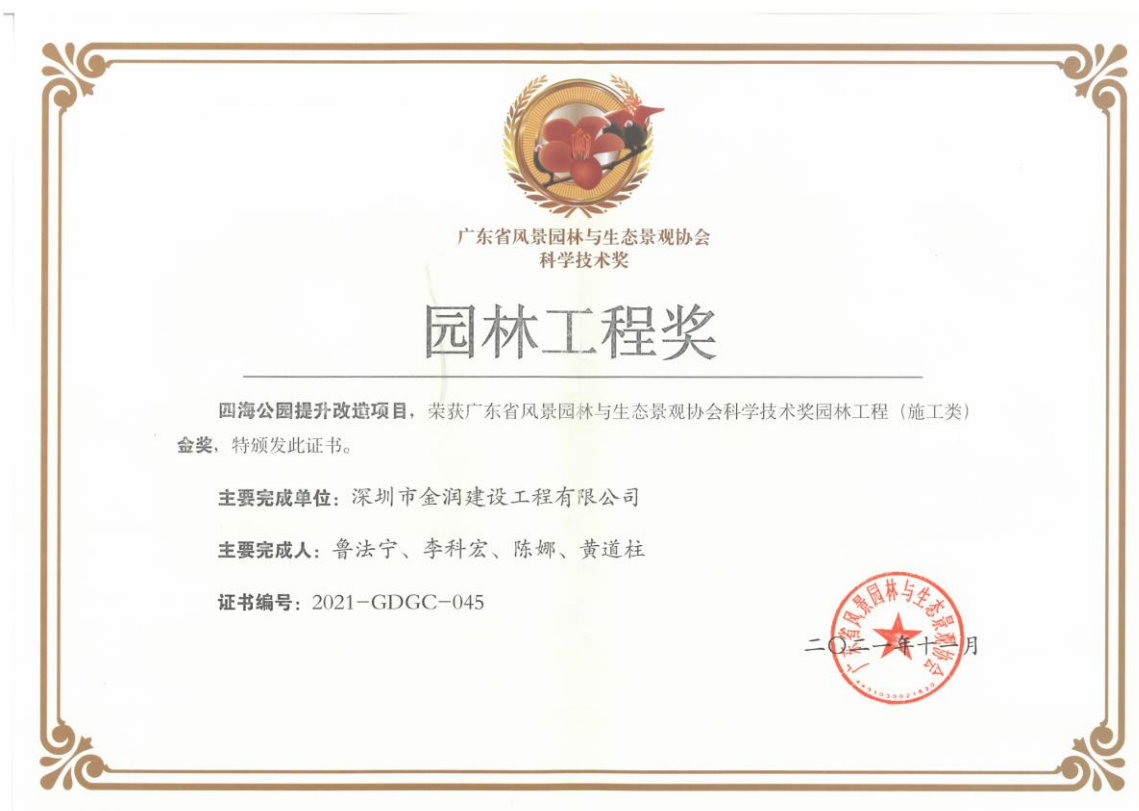 广东省风景园林与生态景观协会
科学技术奖
园林工程奖
四海公园提升改造项目，荣获广东省风景园林与生态景观协会科学技术奖园林工程（施工类）
金奖，特颁发此证书。
主要完成单位：深圳市金润建设工程有限公司
主要完成人：鲁法宁、李科宏、陈娜、黄道柱
证书编号：2021-GDGC-045
广东省风景园林与生态景观协会
二〇二一年十一月